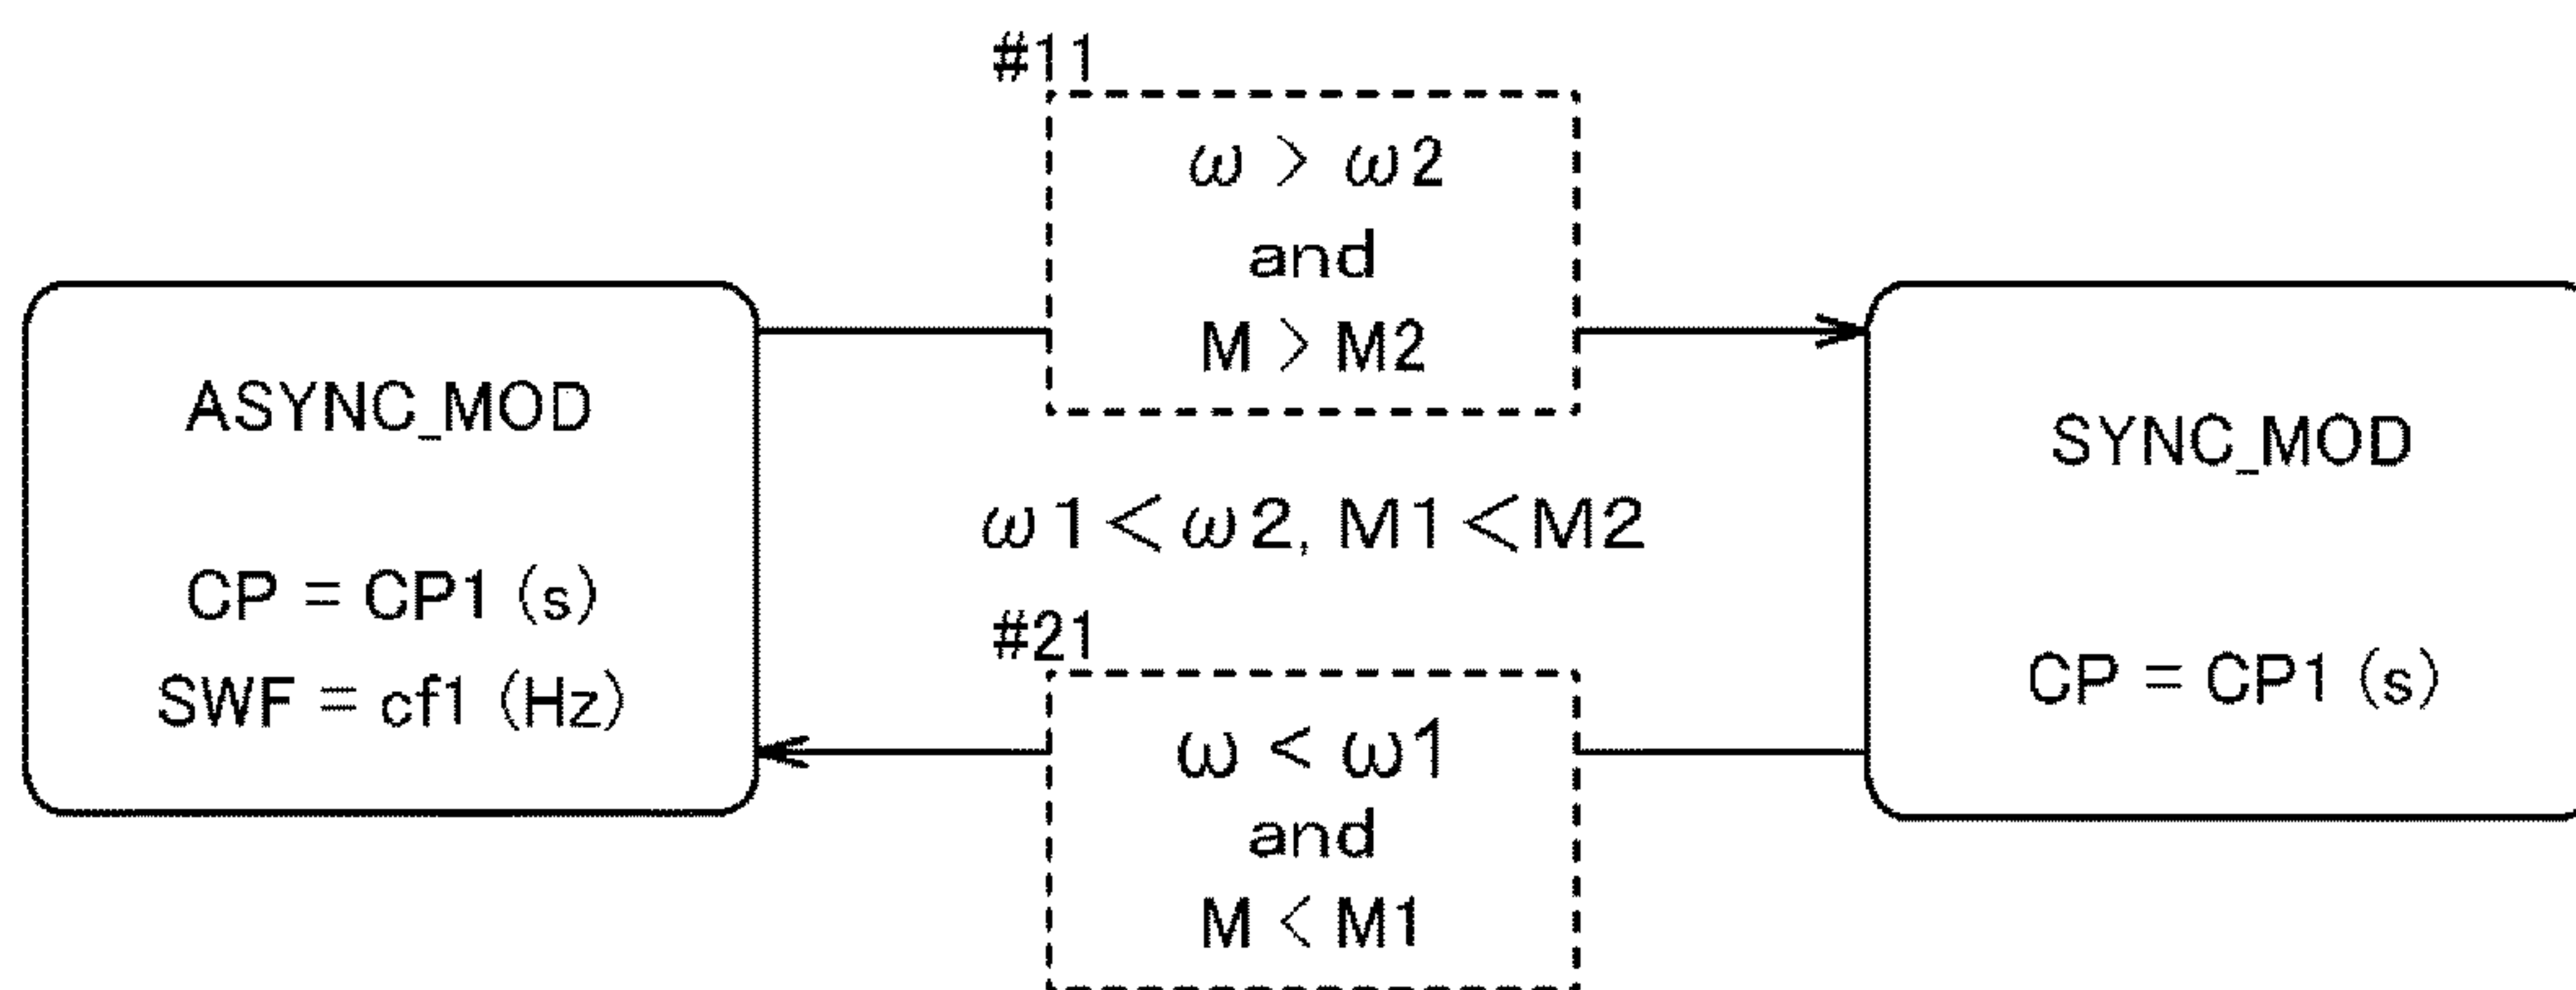 #11
ω > ω2
and
M > M2
ASYNC_MOD
CP = CP1 (s)
SWF = cf1 (Hz)
ω1<ω2, M1<M2
SYNC_MOD
CP = CP1 (s)
#21
ω < ω1
and
M < M1